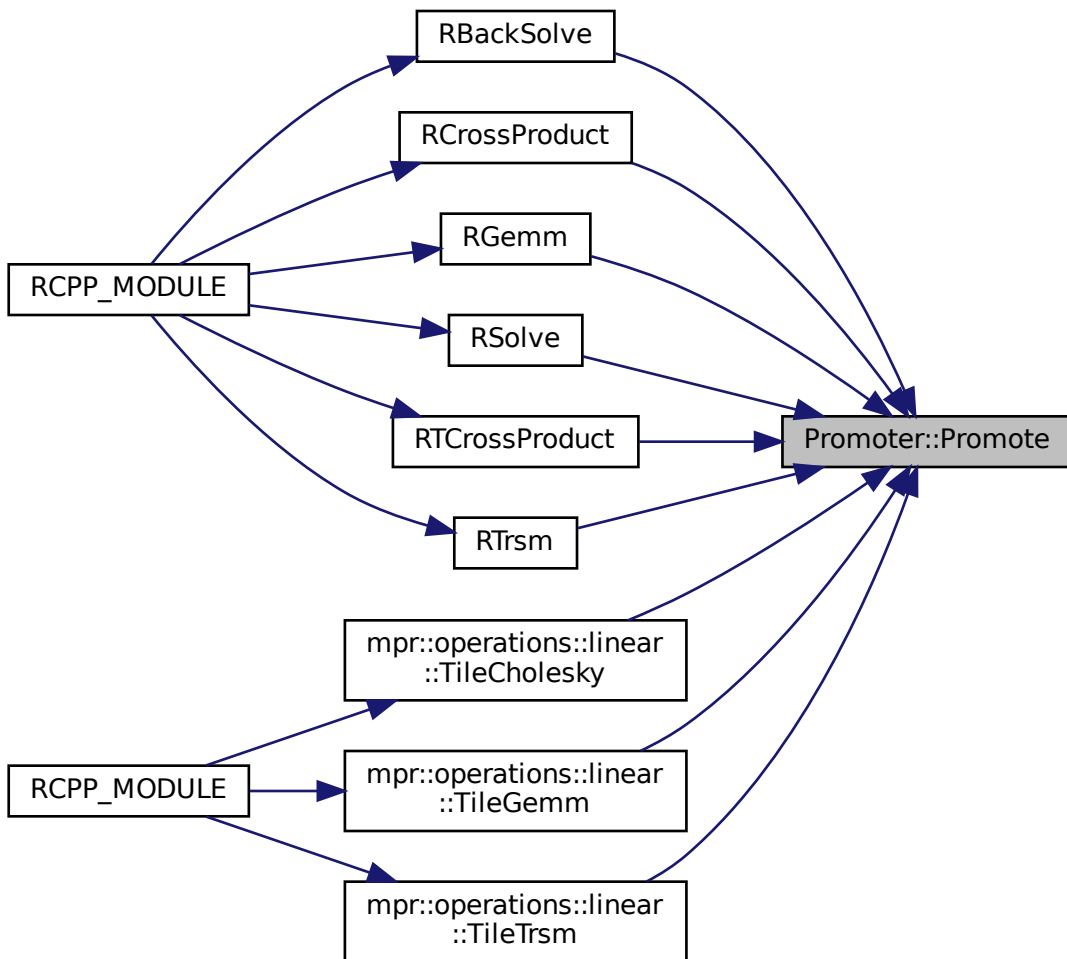 RBackSolve
RCrossProduct
RGemm
RCPP_MODULE
RSolve
RTCrossProduct
Promoter::Promote
RTrsm
mpr::operations::linear
::TileCholesky
RCPP_MODULE
mpr::operations::linear
::TileGemm
mpr::operations::linear
::TileTrsm